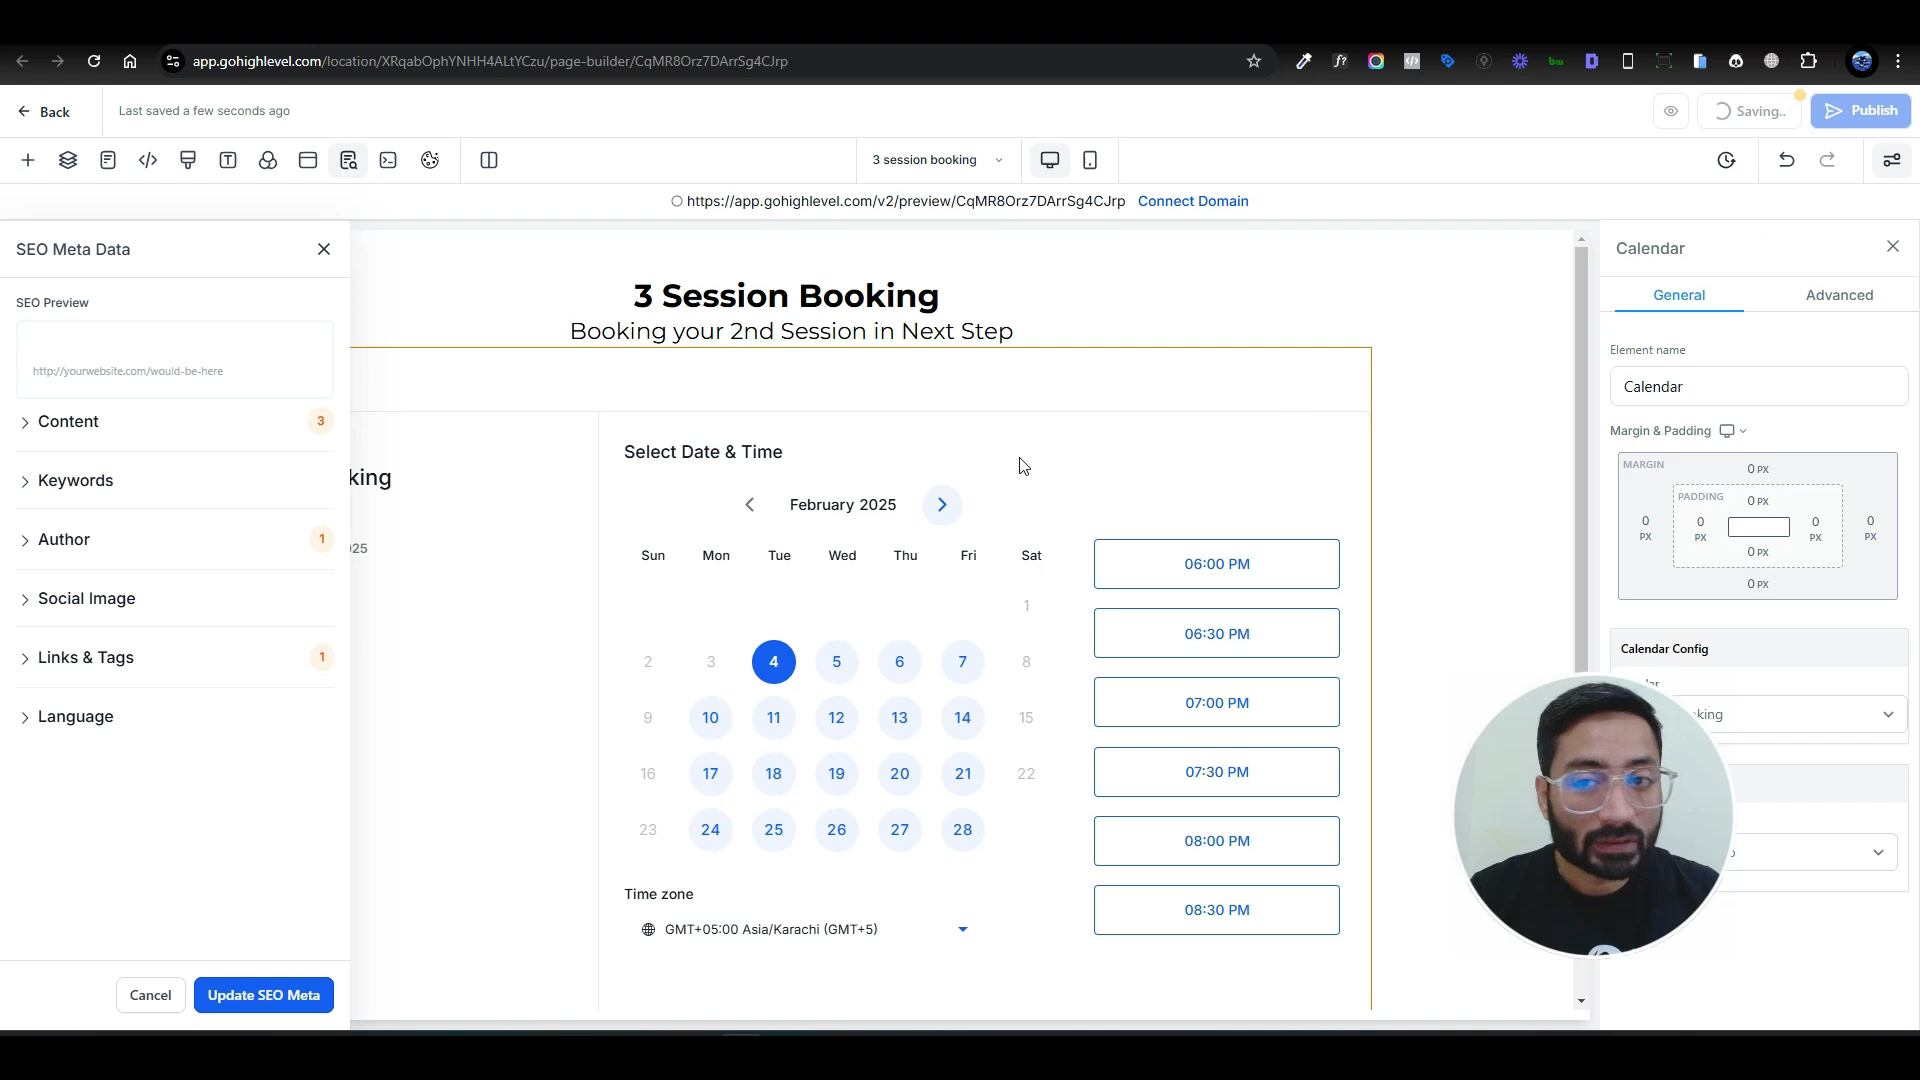 app.gohighlevel.com/location/XRqabOphYNHH4ALtYCzu/page-builder/CqMR8Orz7DArrSg4CJrp
f?
bw
Back
Last saved a few seconds ago
Saving..
Publish
3 session booking
https://app.gohighlevel.com/v2/preview/CqMR8Orz7DArrSg4CJrp Connect Domain
SEO Meta Data
SEO Preview
http://yourwebsite.com/would-be-here
Content 3
Keywords
Author 1
Social Image
Links & Tags 1
Language
Cancel
Update SEO Meta
3 Session Booking
Booking your 2nd Session in Next Step
king
25
Select Date & Time
February 2025
Sun Mon Tue Wed Thu Fri Sat
1
2 3 4 5 6 7 8
9 10 11 12 13 14 15
16 17 18 19 20 21 22
23 24 25 26 27 28
Time zone
GMT+05:00 Asia/Karachi (GMT+5)
06:00 PM
06:30 PM
07:00 PM
07:30 PM
08:00 PM
08:30 PM
Calendar
General Advanced
Element name
Calendar
Margin & Padding
MARGIN
0 PX
PADDING
0 PX
0 PX
0 PX
0 PX
0 PX
0 PX
0 PX
Calendar Config
king